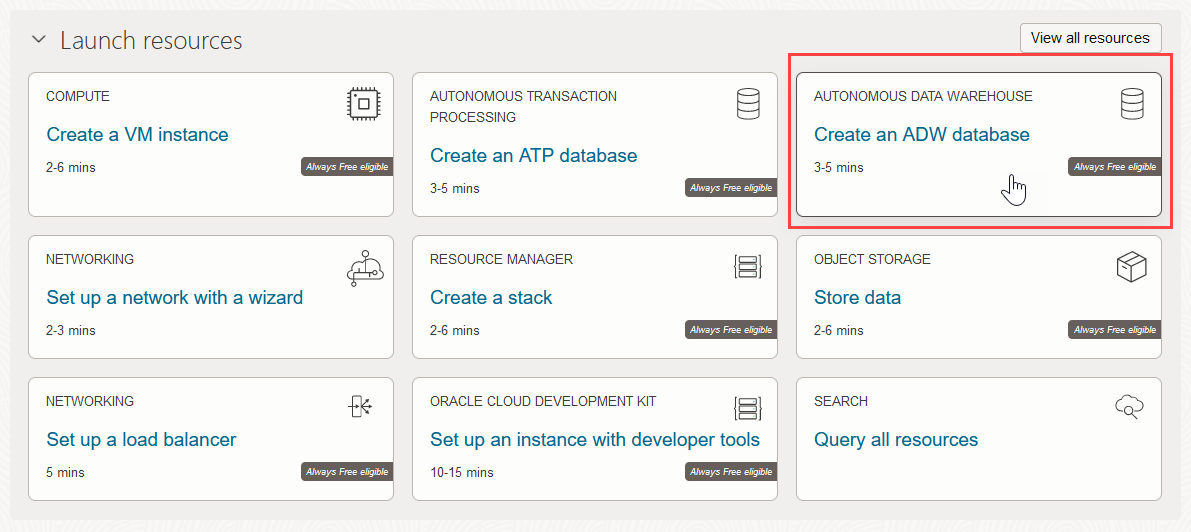 Launch resources
View all resources
COMPUTE
Create a VM instance
2-6 mins
Always Free eligible
AUTONOMOUS TRANSACTION
PROCESSING
Create an ATP database
3-5 mins
Always Free eligible
AUTONOMOUS DATA WAREHOUSE
Create an ADW database
3-5 mins
Always Free eligible
NETWORKING
Set up a network with a wizard
2-3 mins
RESOURCE MANAGER
Create a stack
2-6 mins
Always Free eligible
OBJECT STORAGE
Store data
2-6 mins
Always Free eligible
NETWORKING
Set up a load balancer
5 mins
Always Free eligible
ORACLE CLOUD DEVELOPMENT KIT
Set up an instance with developer tools
10-15 mins
Always Free eligible
SEARCH
Query all resources